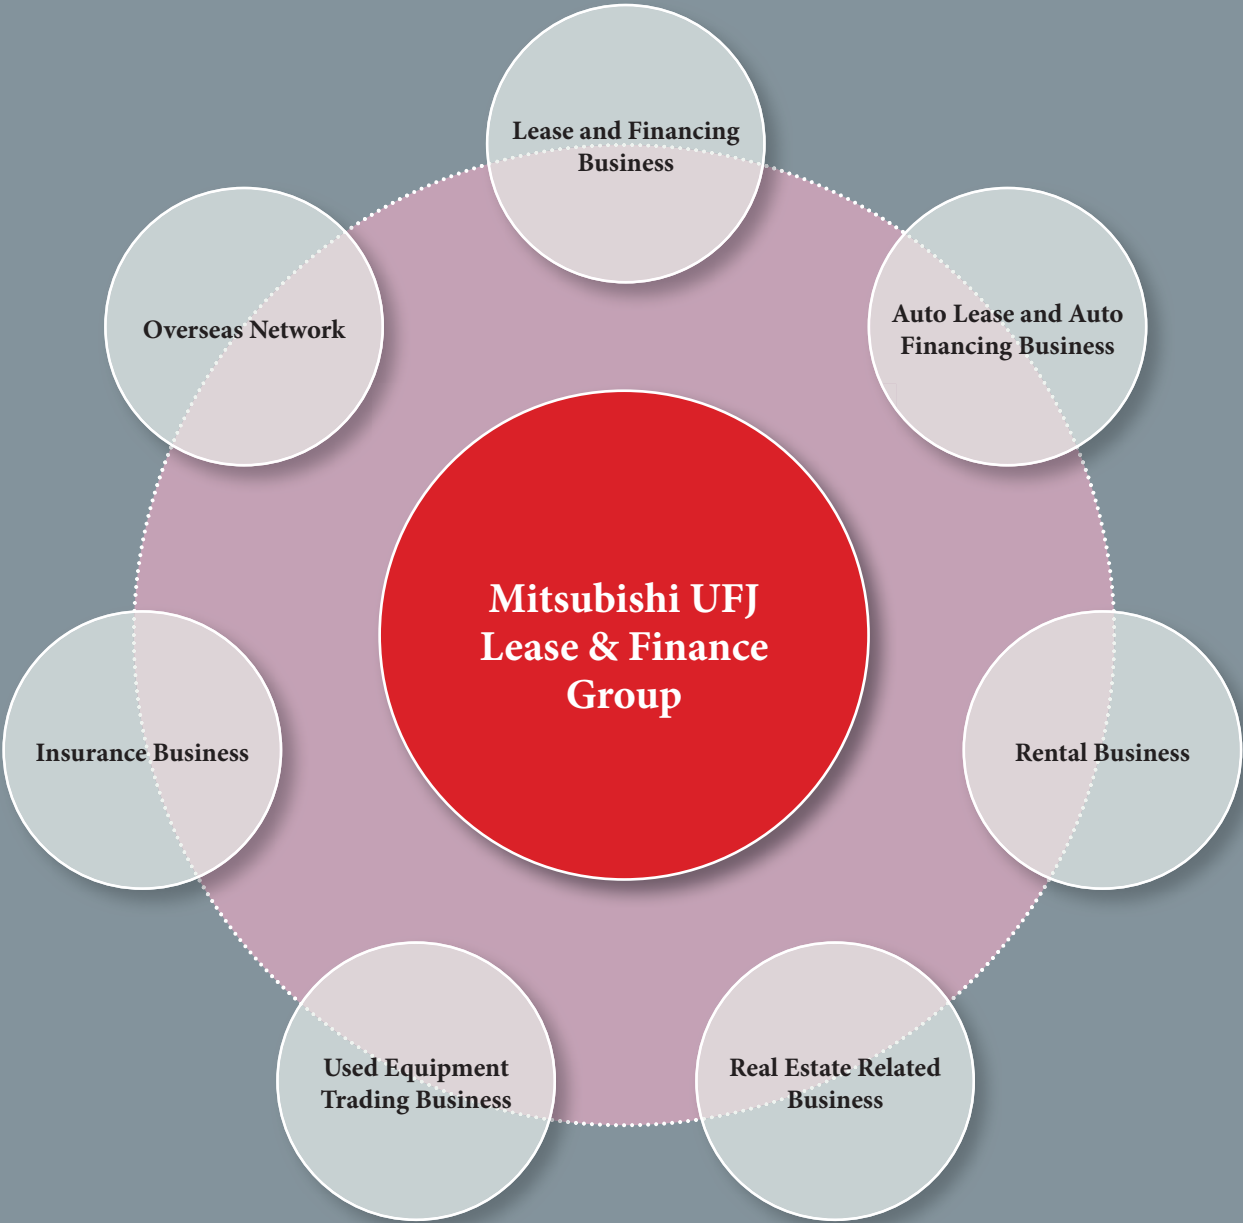 Lease and Financing
Business
Overseas Network
Auto Lease and Auto
Financing Business
Mitsubishi UFJ
Lease & Finance
Group
Insurance Business
Rental Business
Used Equipment
Trading Business
Real Estate Related
Business